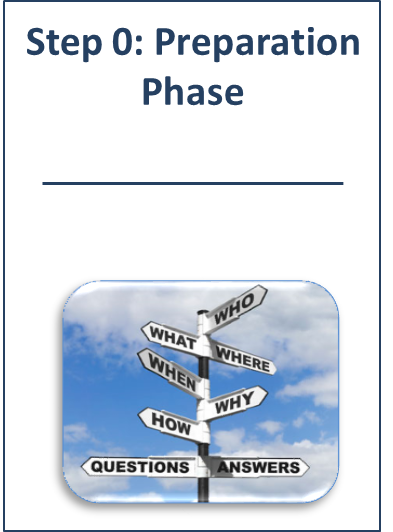 Step 0: Preparation
Phase
WHO
WHAT
WHERE
WHEN
WHY
HOW
QUESTIONS
ANSWERS